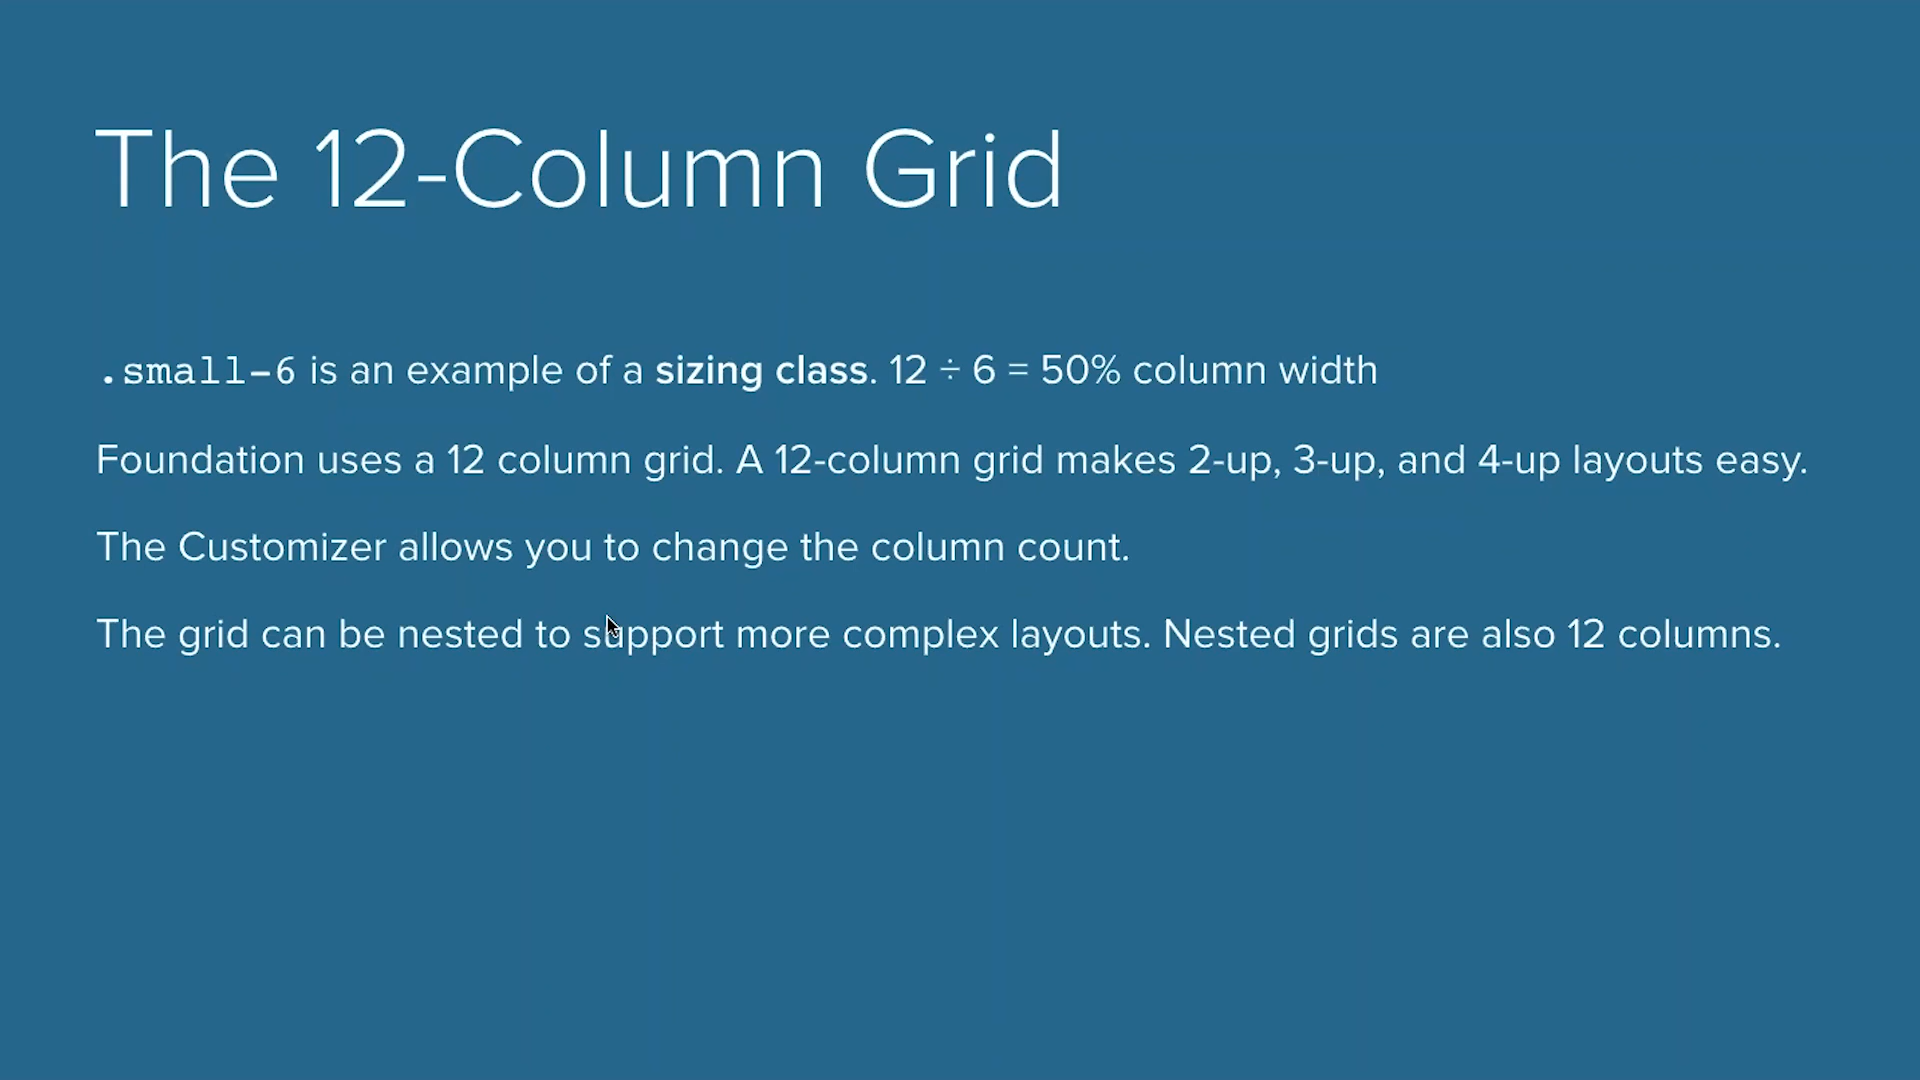 The 12-Column Grid
.small-6 is an example of a sizing class. 12 ÷ 6 = 50% column width
Foundation uses a 12 column grid. A 12-column grid makes 2-up, 3-up, and 4-up layouts easy.
The Customizer allows you to change the column count.
The grid can be nested to support more complex layouts. Nested grids are also 12 columns.